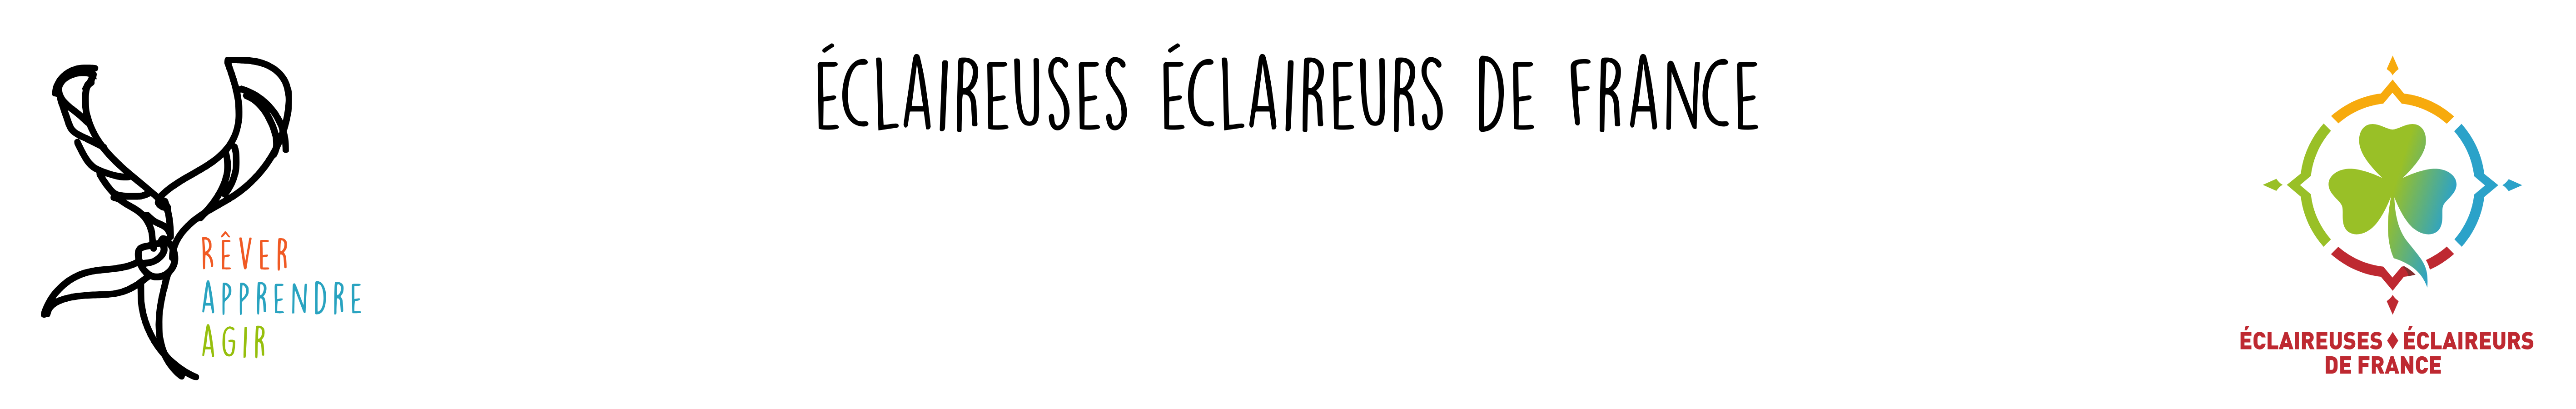 ÉCLAIREUSES ÉCLAIREURS DE FRANCE
RÊVER
APPRENDRE
AGIR
ÉCLAIREUSES ♦ ÉCLAIREURS
DE FRANCE